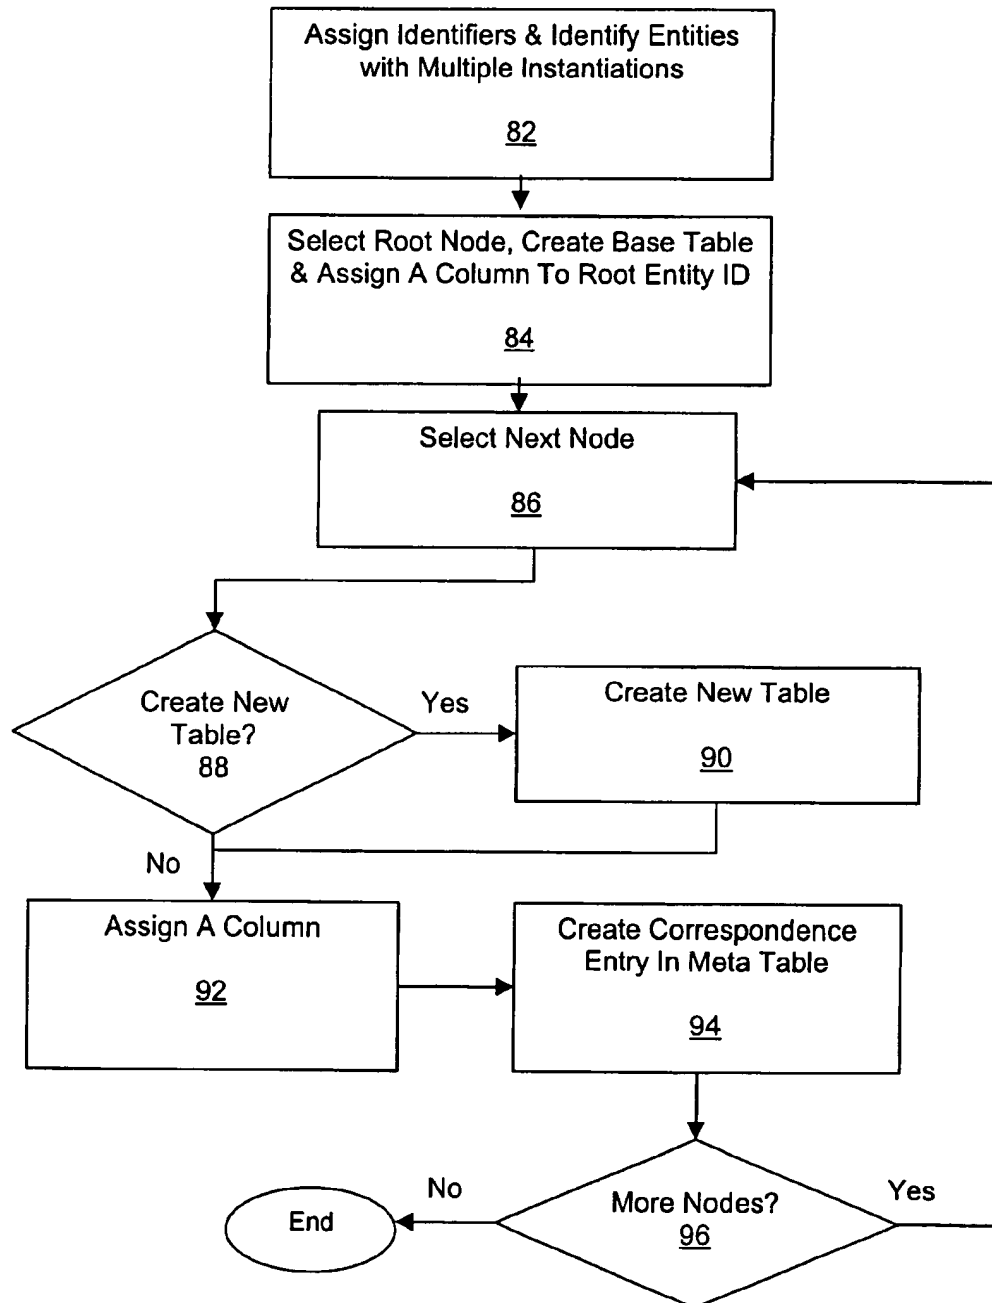 Assign Identifiers & Identify Entities
with Multiple Instantiations
82
Select Root Node, Create Base Table
& Assign A Column To Root Entity ID
84
Select Next Node
86
Create New
Table?
88
Yes
Create New Table
90
No
Assign A Column
92
Create Correspondence
Entry In Meta Table
94
More Nodes?
96
No
Yes
End